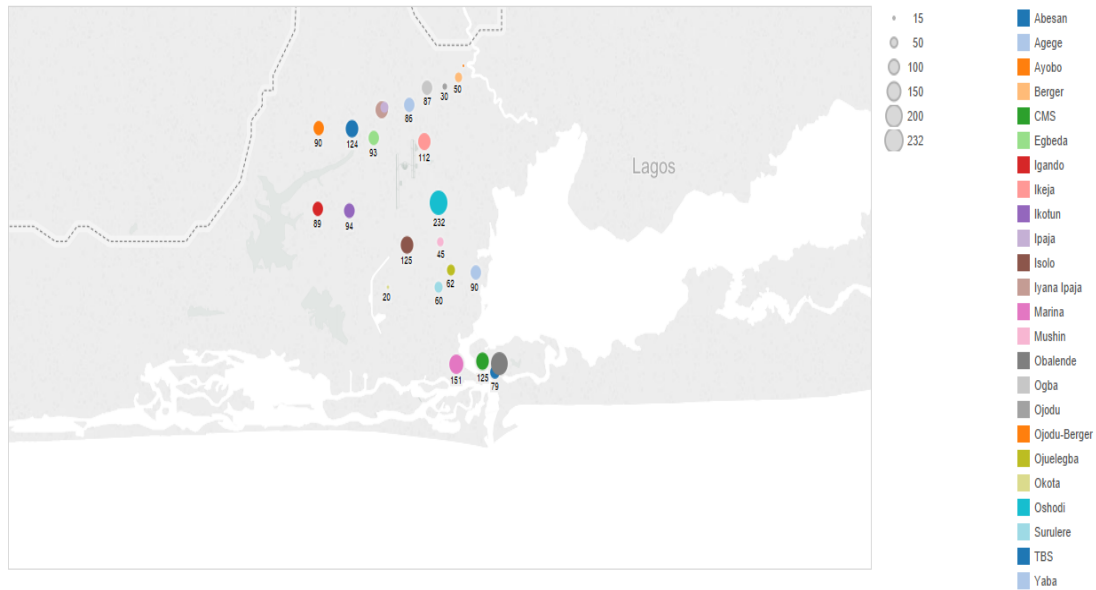 50
30
87
86
90
124
93
112
Lagos
89
94
232
125
45
62
90
60
20
151
125
79
15
50
100
150
200
232
Abesan
Agege
Ayobo
Berger
CMS
Egbeda
Igando
Ikeja
Ikotun
Ipaja
Isolo
Iyana Ipaja
Marina
Mushin
Obalende
Ogba
Ojodu
Ojodu-Berger
Ojuelegba
Okota
Oshodi
Surulere
TBS
Yaba